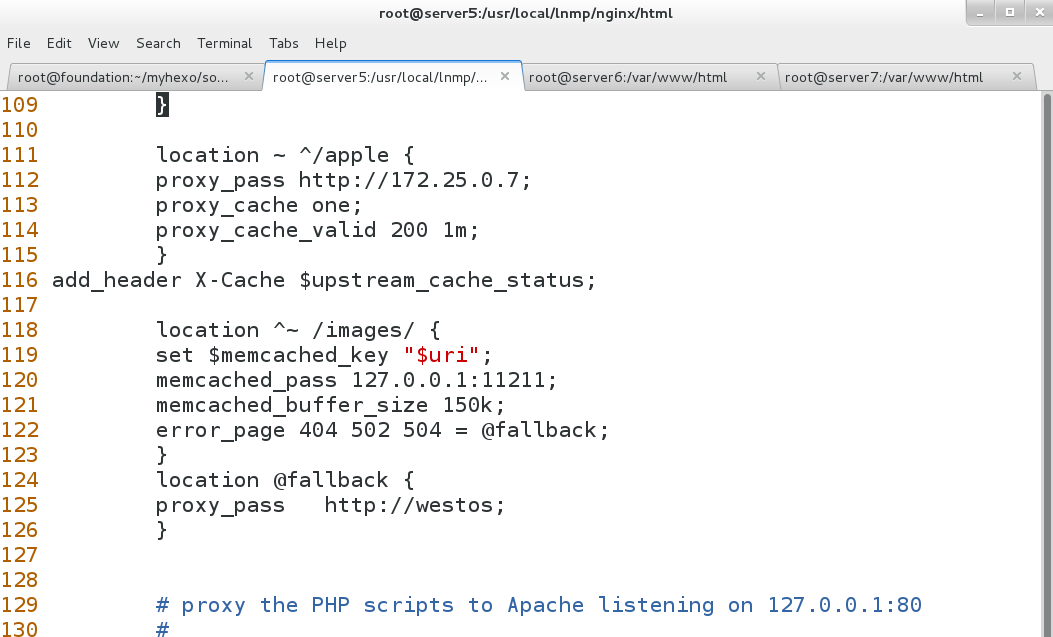 root@server5:/usr/local/lnmp/nginx/html
File Edit View Search Terminal Tabs Help
root@foundation:~/myhexo/so... root@server5:/usr/local/lnmp/... root@server6:/var/www/html root@server7:/var/www/html
109         }
110
111         location ~ ^/apple {
112         proxy_pass http://172.25.0.7;
113         proxy_cache one;
114         proxy_cache_valid 200 1m;
115         }
116 add_header X-Cache $upstream_cache_status;
117
118         location ^~ /images/ {
119         set $memcached_key "$uri";
120         memcached_pass 127.0.0.1:11211;
121         memcached_buffer_size 150k;
122         error_page 404 502 504 = @fallback;
123         }
124         location @fallback {
125         proxy_pass   http://westos;
126         }
127
128
129         # proxy the PHP scripts to Apache listening on 127.0.0.1:80
130         #